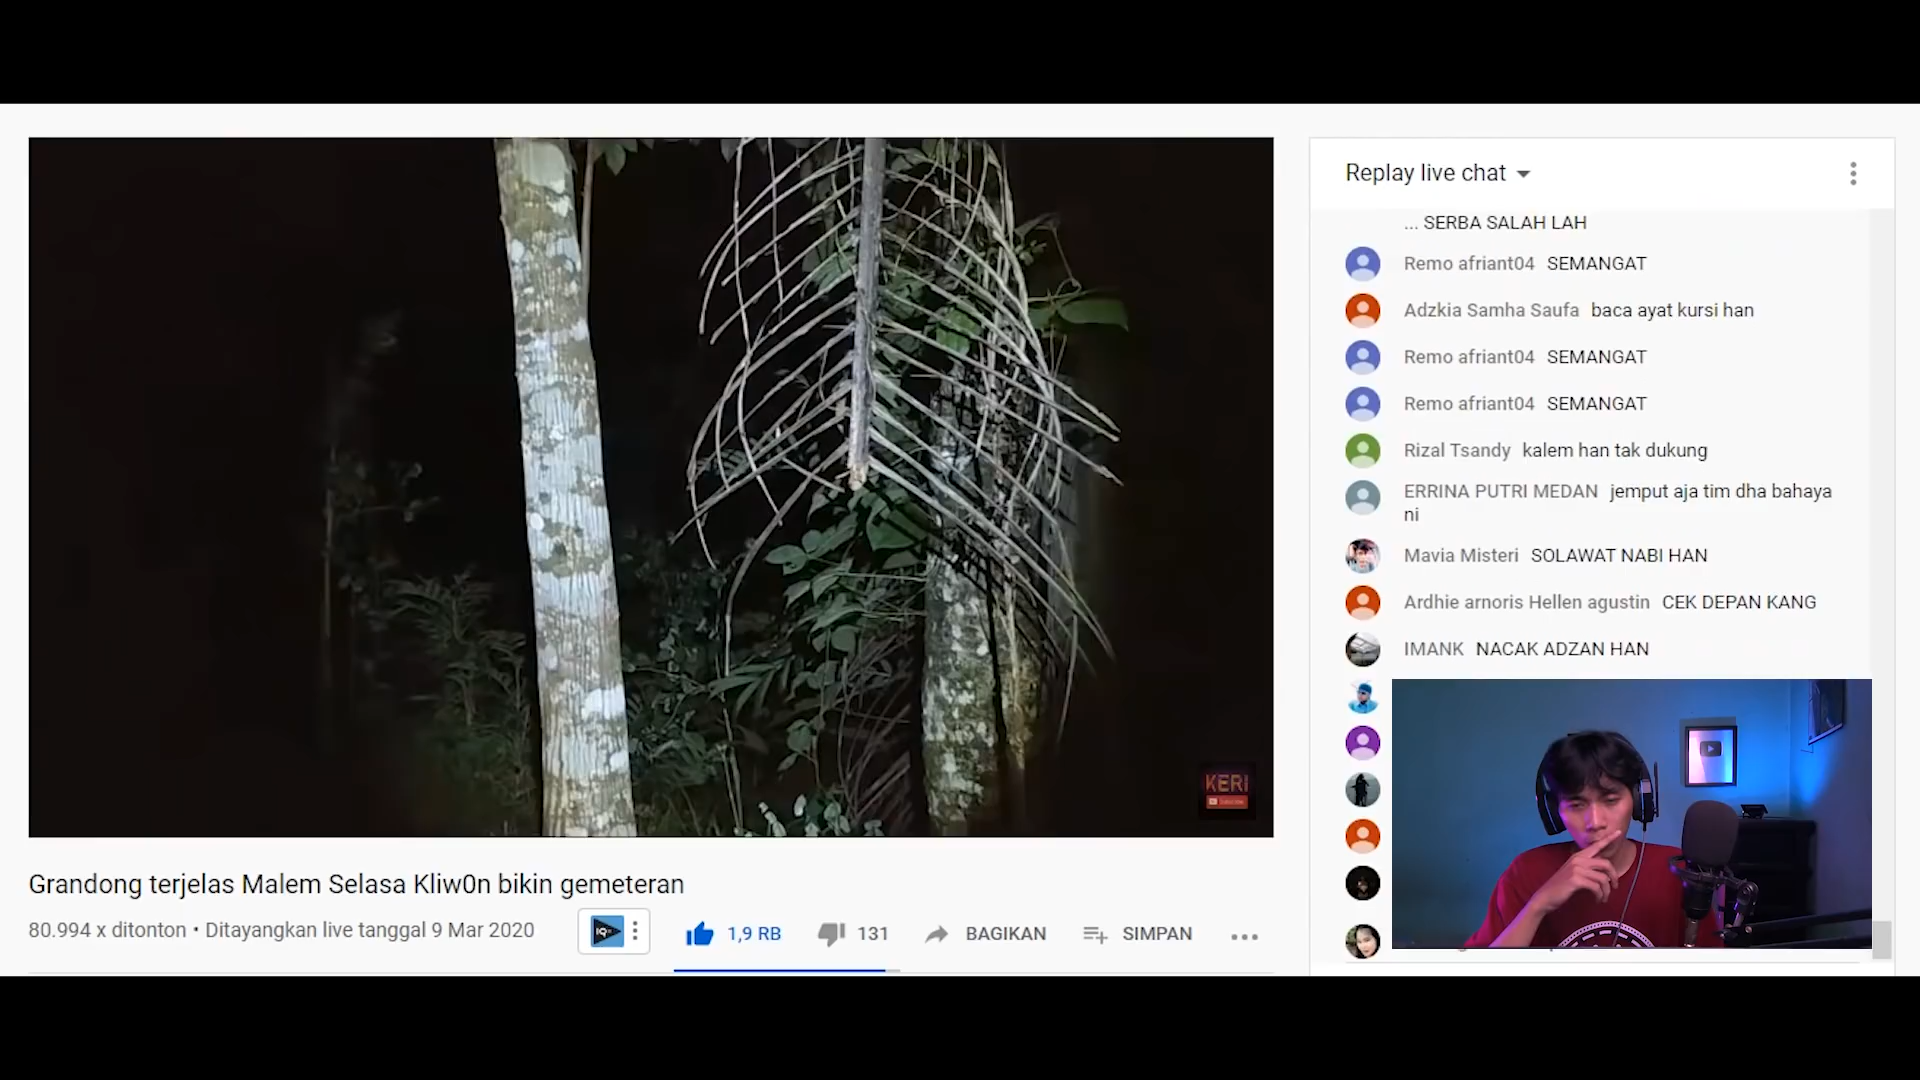 Replay live chat
... SERBA SALAH LAH
Remo afriant04 SEMANGAT
Adzkia Samha Saufa baca ayat kursi han
Remo afriant04 SEMANGAT
Remo afriant04 SEMANGAT
Rizal Tsandy kalem han tak dukung
ERRINA PUTRI MEDAN jemput aja tim dha bahaya
ni
Mavia Misteri SOLAWAT NABI HAN
Ardhie arnoris Hellen agustin CEK DEPAN KANG
IMANK NACAK ADZAN HAN
KERI
Subscribe
Grandong terjelas Malem Selasa Kliw0n bikin gemeteran
80.994 x ditonton • Ditayangkan live tanggal 9 Mar 2020
IQ
1,9 RB
131
BAGIKAN
SIMPAN